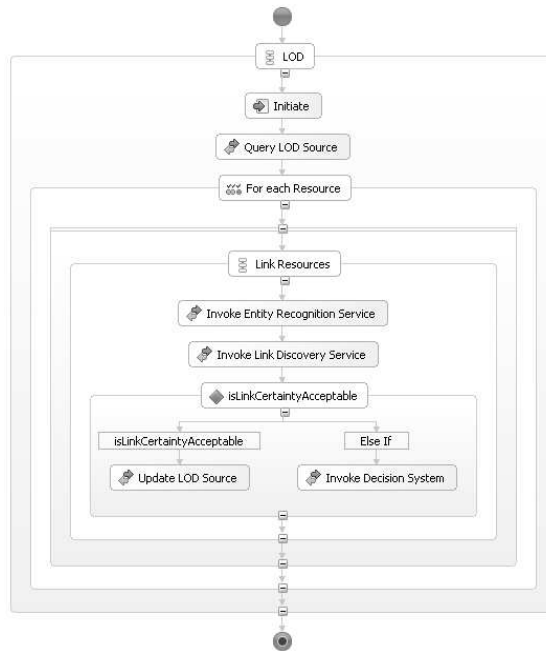 LOD
Initiate
Query LOD Source
For each Resource
Link Resources
Invoke Entity Recognition Service
Invoke Link Discovery Service
isLinkCertaintyAcceptable
isLinkCertaintyAcceptable
Else If
Update LOD Source
Invoke Decision System